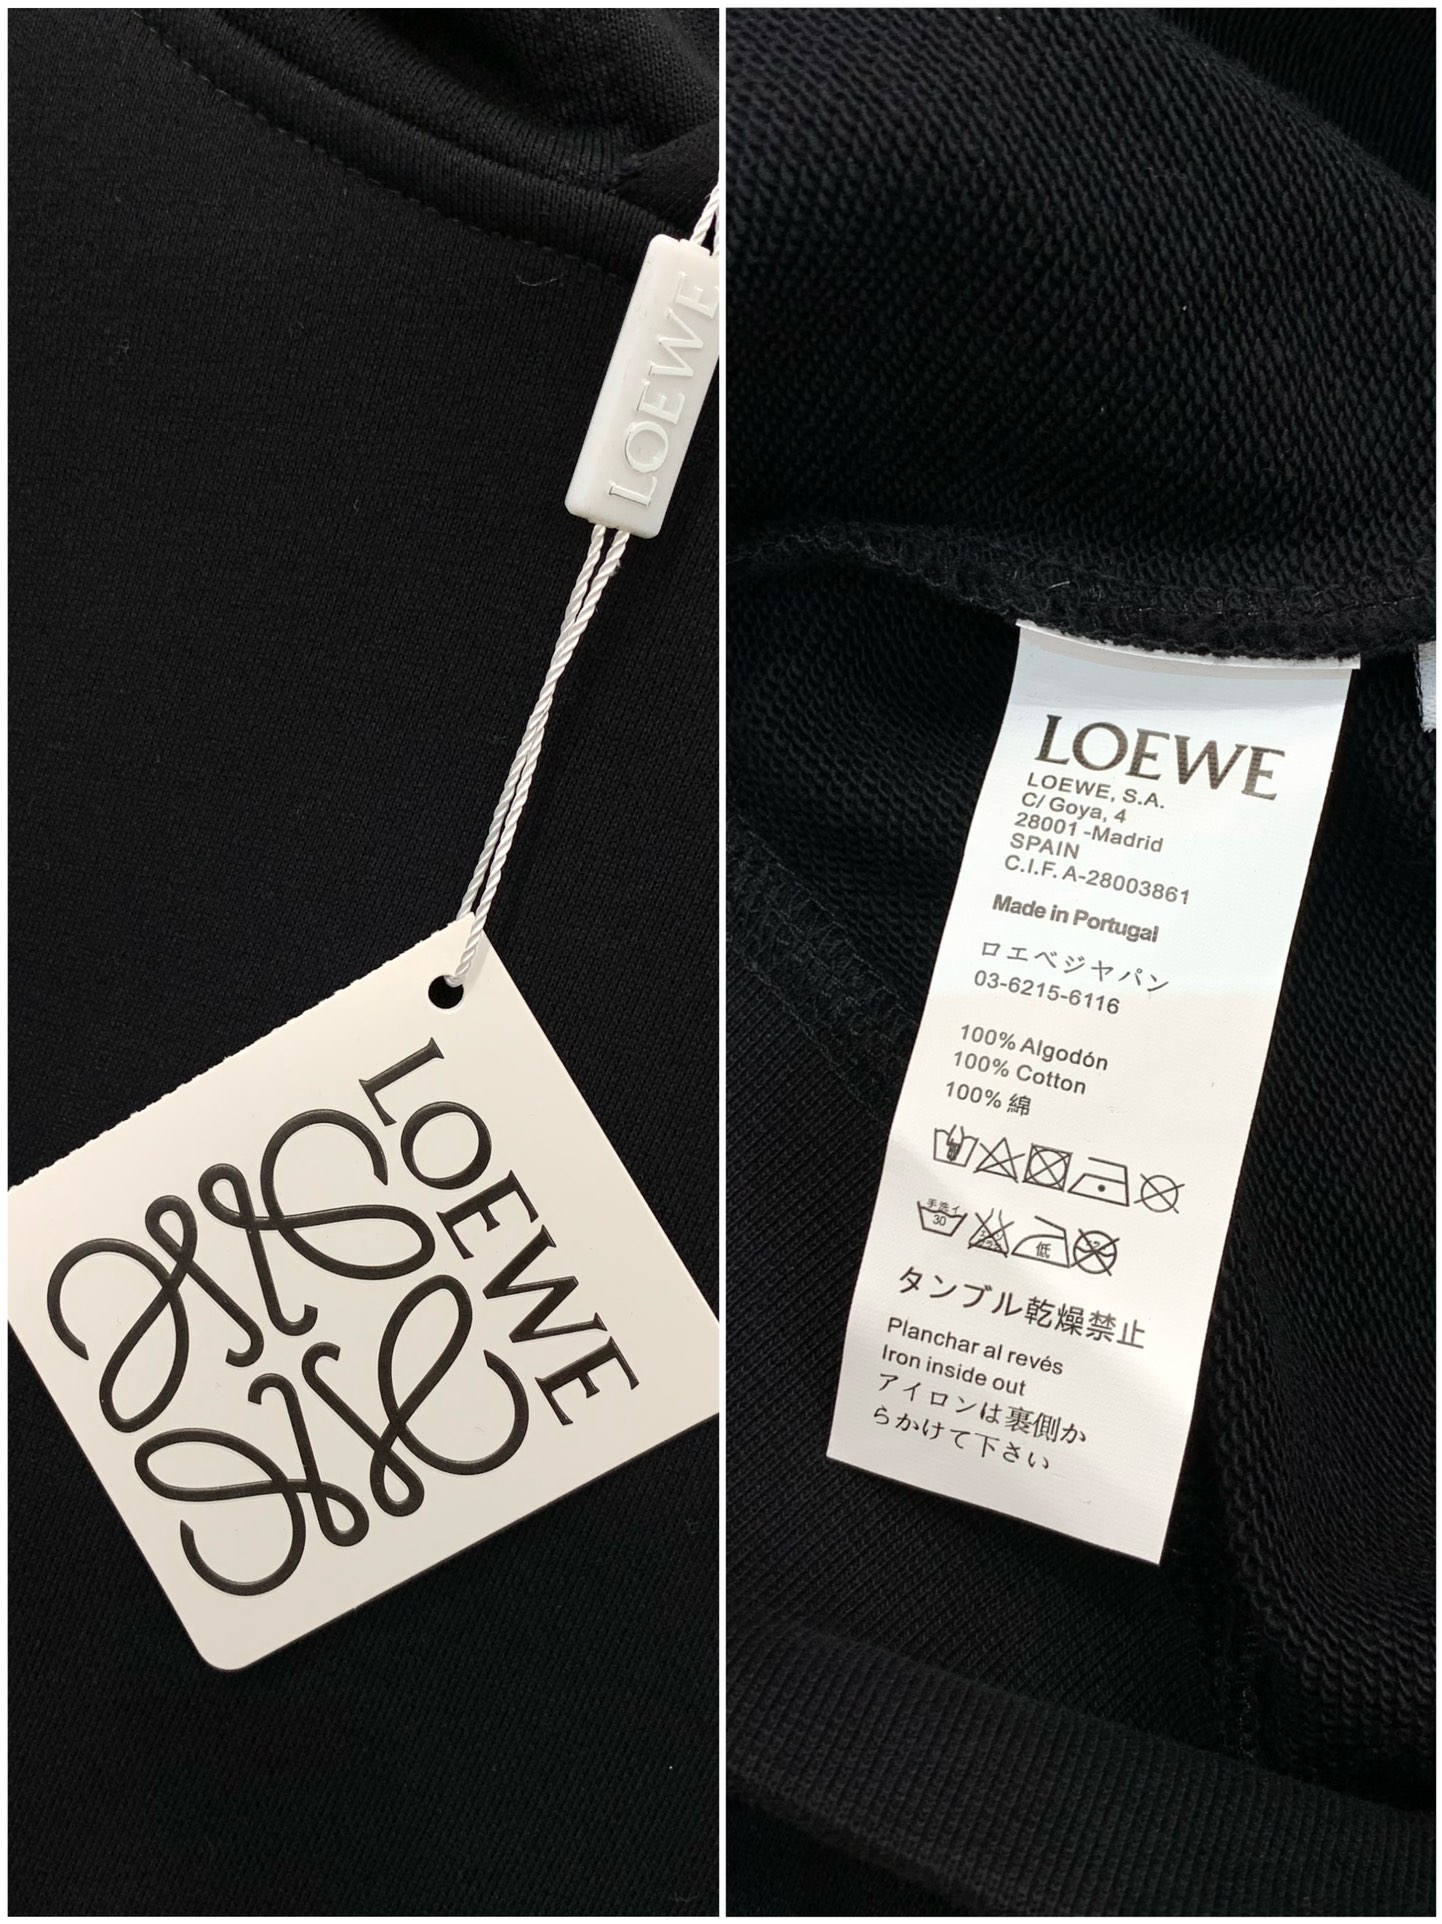 LOEWE
LOEWE
LOEWE
LOEWE, S.A.
C/ Goya, 4
28001 -Madrid
SPAIN
C.I.F. A-28003861
Made in Portugal
ロエベジャパン
03-6215-6116
100% Algodón
100% Cotton
100% 綿
手洗イ
30
低
タンブル乾燥禁止
Planchar al revés
Iron inside out
アイロンは裏側か
らかけて下さい